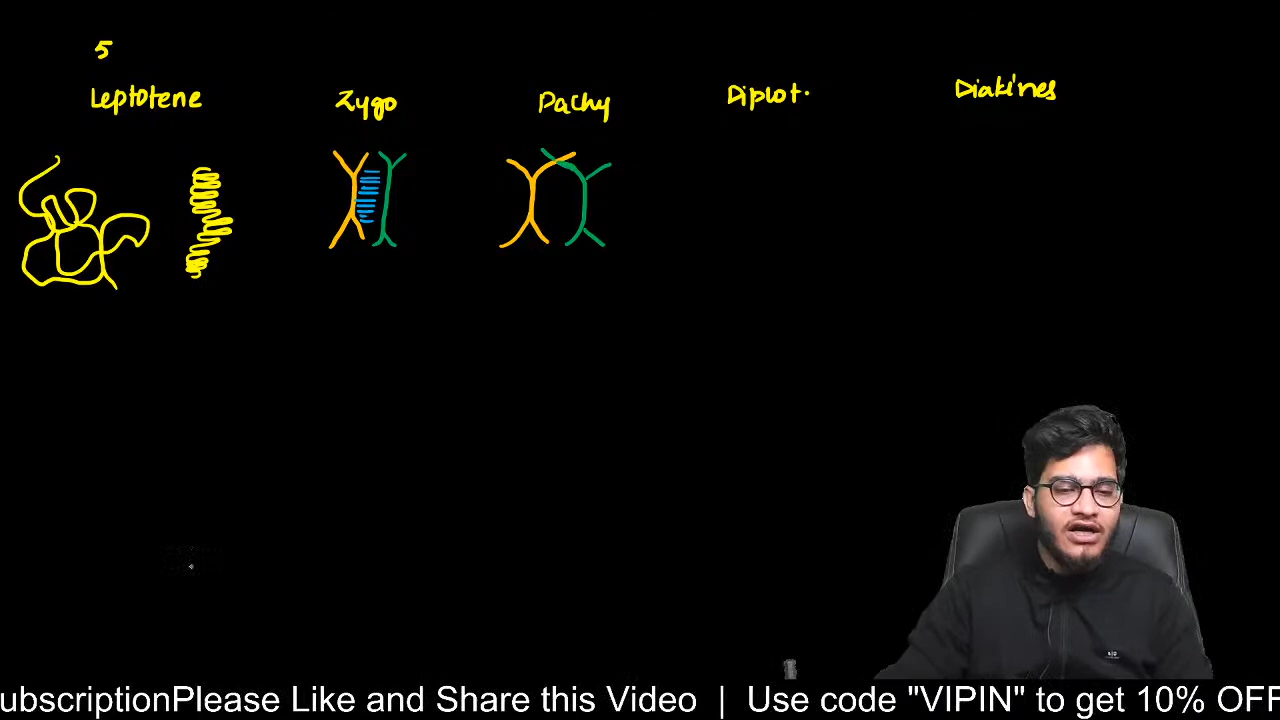 5
Leptotene
Zygo
Pachy
Diplot.
Diakines
ubscriptionPlease Like and Share this Video | Use code "VIPIN" to get 10% OFF